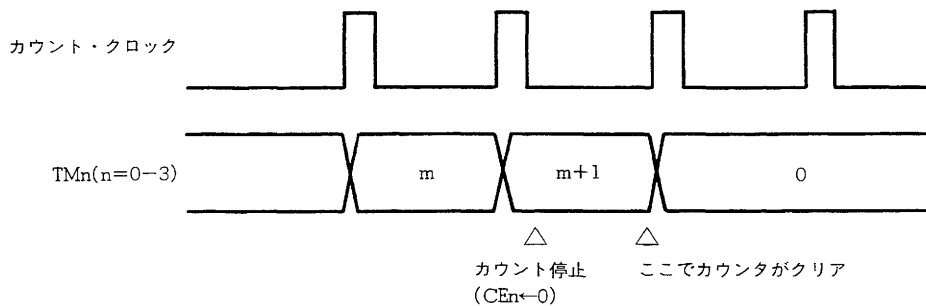 カウント・クロック
TMn(n=0-3)
m
m+1
0
△
△
カウント停止
(CEn←0)
ここでカウンタがクリア